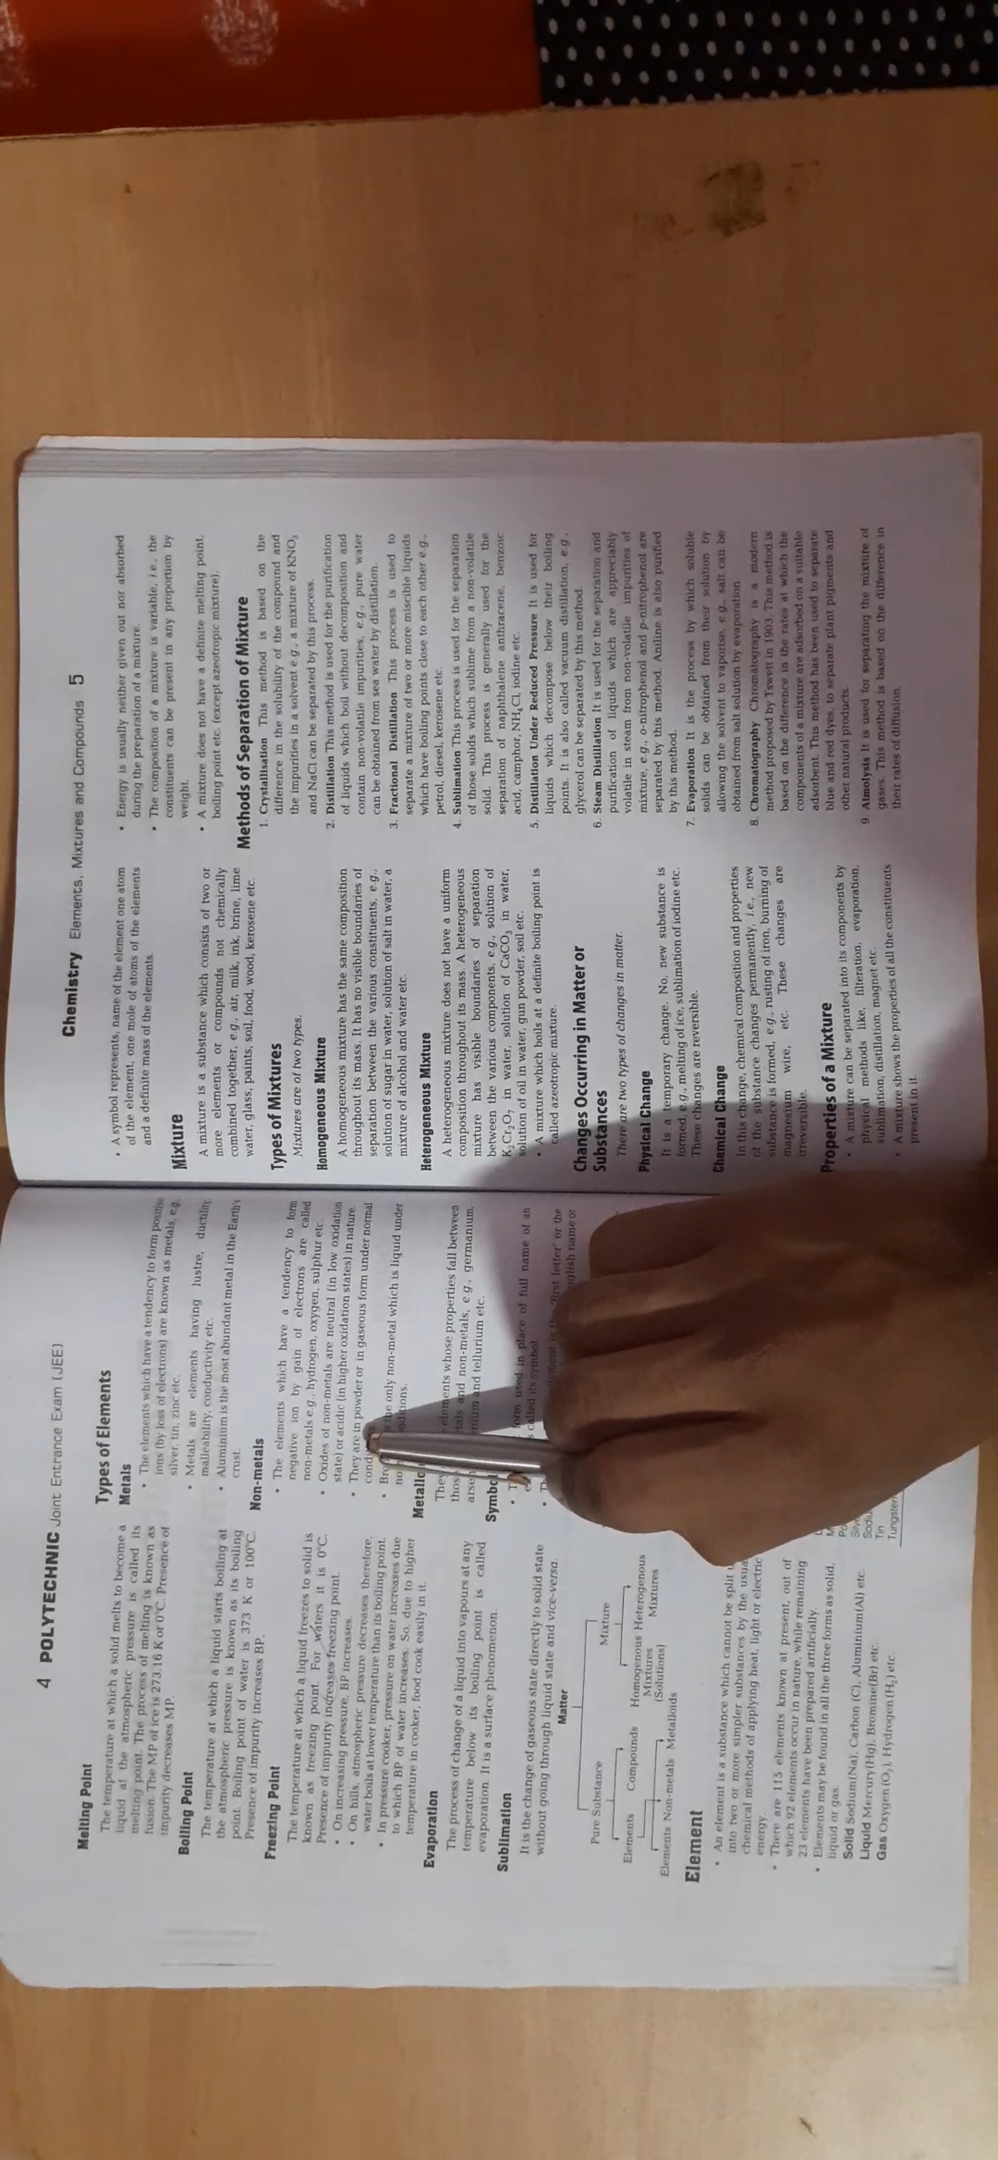 4 POLYTECHNIC Joint Entrance Exam (JEE)
Melting Point
The temperature at which a solid melts to become a
liquid at the atmospheric pressure is called its
melting point. The process of melting is known as
fusion. The MP of ice is 273.16 K or 0°C. Presence of
impurity decreases MP.
Boiling Point
The temperature at which a liquid starts boiling at
the atmospheric pressure is known as its boiling
point. Boiling point of water is 373 K or 100°C.
Presence of impurity increases BP.
Freezing Point
The temperature at which a liquid freezes to solid is
known as freezing point. For waters it is 0°C.
Presence of impurity increases freezing point.
• On increasing pressure, BP increases.
• On hills, atmospheric pressure decreases therefore,
water boils at lower temperature than its boiling point.
• In pressure cooker, pressure on water increases due
to which BP of water increases. So, due to higher
temperature in cooker, food cook easily in it.
Evaporation
The process of change of a liquid into vapours at any
temperature below its boiling point is called
evaporation. It is a surface phenomenon.
Sublimation
It is the change of gaseous state directly to solid state
without going through liquid state and vice-versa.
Matter
Pure Substance Mixture
Elements Compounds Homogenous Heterogenous
Mixtures Mixtures
(Solutions)
Elements Non-metals Metalloids
Element
• An element is a substance which cannot be split
into two or more simpler substances by the usual
chemical methods of applying heat, light or electric
energy.
• There are 115 elements known at present, out of
which 92 elements occur in nature, while remaining
23 elements have been prepared artificially.
• Elements may be found in all the three forms as solid,
liquid or gas.
Solid Sodium(Na), Carbon (C), Aluminium(Al) etc.
Liquid Mercury(Hg), Bromine(Br) etc.
Gas Oxygen(O₂), Hydrogen (H₂) etc.
Types of Elements
Metals
• The elements which have a tendency to form positive
ions (by loss of electrons) are known as metals, e.g.
silver, tin, zinc etc.
• Metals are elements having lustre, ductility,
malleability, conductivity etc.
• Aluminium is the most abundant metal in the Earth's
crust.
Non-metals
• The elements which have a tendency to form
negative ion by gain of electrons are called
non-metals e.g., hydrogen, oxygen, sulphur etc.
• Oxides of non-metals are neutral (in low oxidation
state) or acidic (in higher oxidation states) in nature.
• They are in powder or in gaseous form under normal
the only non-metal which is liquid under
elements whose properties fall between
and non-metals, e.g., germanium,
and tellurium etc.
form used in place of full name of an
called its symbol.
'first letter' or the
name or
Tin
Tungsten
Chemistry Elements, Mixtures and Compounds 5
• A symbol represents, name of the element one atom
of the element, one mole of atoms of the elements
and a definite mass of the elements.
Mixture
A mixture is a substance which consists of two or
more elements or compounds not chemically
combined together, e.g., air, milk, ink, brine, lime
water, glass, paints, soil, food, wood, kerosene etc.
Types of Mixtures
Mixtures are of two types.
Homogeneous Mixture
A homogeneous mixture has the same composition
throughout its mass. It has no visible boundaries of
separation between the various constituents, e.g.,
solution of sugar in water, solution of salt in water, a
mixture of alcohol and water etc.
Heterogeneous Mixture
A heterogeneous mixture does not have a uniform
composition throughout its mass. A heterogeneous
mixture has visible boundaries of separation
between the various components, e.g., solution of
K₂Cr₂O₇ in water, solution of CaCO₃ in water,
solution of oil in water, gun powder, soil etc.
• A mixture which boils at a definite boiling point is
called azeotropic mixture.
Changes Occurring in Matter or
Substances
There are two types of changes in matter.
Physical Change
It is a temporary change. No, new substance is
formed, e.g., melting of ice, sublimation of iodine etc.
These changes are reversible.
Chemical Change
In this change, chemical composition and properties
of the substance changes permanently, i.e., new
substance is formed, e.g., rusting of iron, burning of
magnesium wire, etc. These changes are
irreversible.
Properties of a Mixture
• A mixture can be separated into its components by
physical methods like, filteration, evaporation,
sublimation, distillation, magnet etc.
• A mixture shows the properties of all the constituents
present in it.
• Energy is usually neither given out nor absorbed
during the preparation of a mixture.
• The composition of a mixture is variable, i.e., the
constituents can be present in any proportion by
weight.
• A mixture does not have a definite melting point,
boiling point etc. (except azeotropic mixture).
Methods of Separation of Mixture
1. Crystallisation This method is based on the
difference in the solubility of the compound and
the impurities in a solvent e.g., a mixture of KNO₃
and NaCl can be separated by this process.
2. Distillation This method is used for the purification
of liquids which boil without decomposition and
contain non-volatile impurities, e.g., pure water
can be obtained from sea water by distillation.
3. Fractional Distillation This process is used to
separate a mixture of two or more miscible liquids
which have boiling points close to each other e.g.,
petrol, diesel, kerosene etc.
4. Sublimation This process is used for the separation
of those solids which sublime from a non-volatile
solid. This process is generally used for the
separation of naphthalene anthracene, benzoic
acid, camphor, NH₄Cl, iodine etc.
5. Distillation Under Reduced Pressure It is used for
liquids which decompose below their boiling
points. It is also called vacuum distillation, e.g.,
glycerol can be separated by this method.
6. Steam Distillation It is used for the separation and
purification of liquids which are appreciably
volatile in steam from non-volatile impurities of
mixture, e.g., o-nitrophenol and p-nitrophenol are
separated by this method. Aniline is also purified
by this method.
7. Evaporation It is the process by which soluble
solids can be obtained from their solution by
allowing the solvent to vaporise, e.g., salt can be
obtained from salt solution by evaporation.
8. Chromatography Chromatography is a modern
method proposed by Tswett in 1903. This method is
based on the difference in the rates at which the
components of a mixture are adsorbed on a suitable
adsorbent. This method has been used to separate
blue and red dyes, to separate plant pigments and
other natural products.
9. Atmolysis It is used for separating the mixture of
gases. This method is based on the difference in
their rates of diffusion.